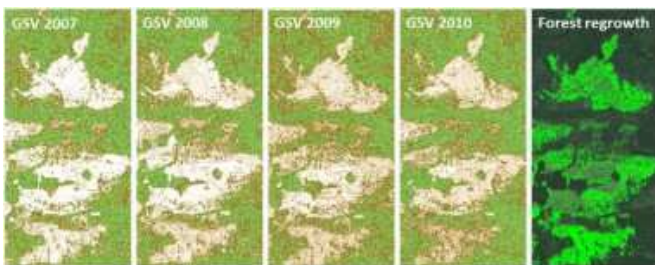 GSV 2007
GSV 2008
GSV 2009
GSV 2010
Forest regrowth